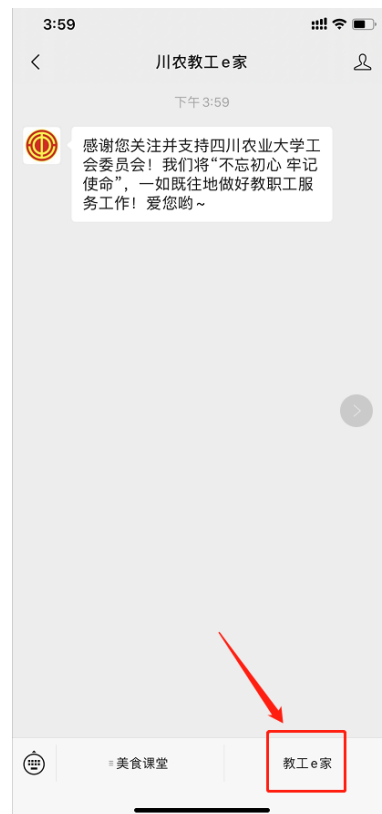 3:59
川农教工e家
下午3:59
感谢您关注并支持四川农业大学工
会委员会！我们将“不忘初心 牢记
使命”，一如既往地做好教职工服
务工作！爱您哟~
美食课堂
教工e家